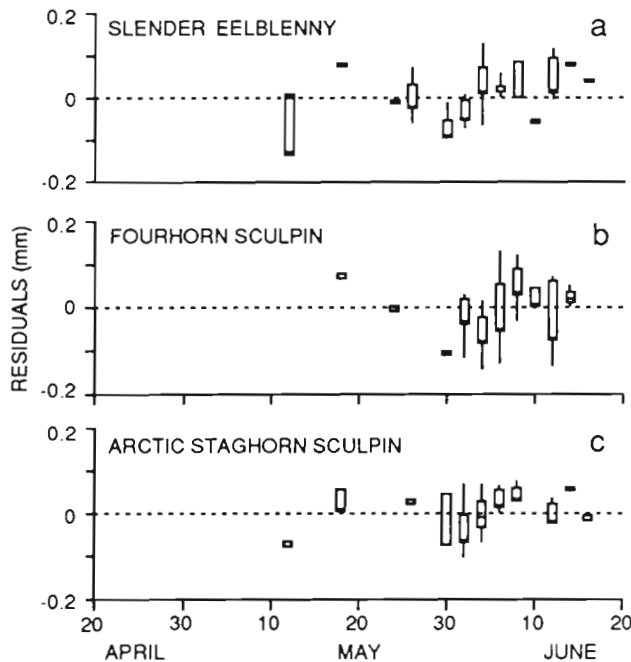 SLENDER EELBLENNY
a
0.2
0
-0.2
FOURHORN SCULPIN
b
0.2
0
-0.2
ARCTIC STAGHORN SCULPIN
c
0.2
0
-0.2
RESIDUALS (mm)
20 30 10 20 30 10 20
APRIL MAY JUNE